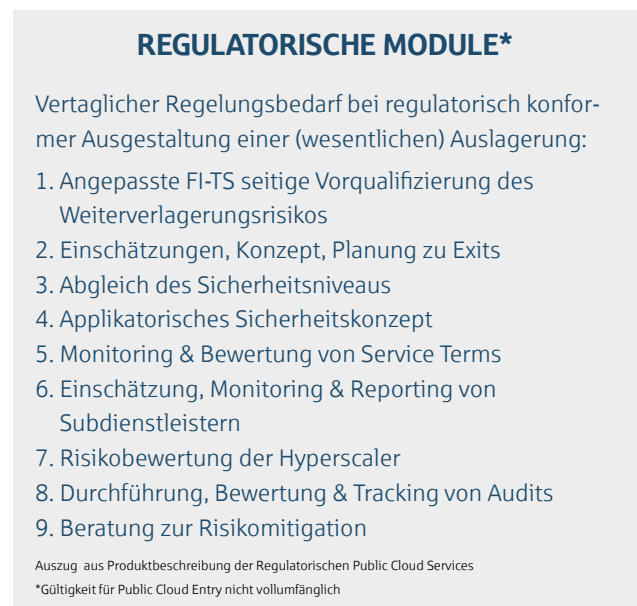 REGULATORISCHE MODULE*
Vertaglicher Regelungsbedarf bei regulatorisch konfor-
mer Ausgestaltung einer (wesentlichen) Auslagerung:
1. Angepasste FI-TS seitige Vorqualifizierung des
Weiterverlagerungsrisikos
2. Einschätzungen, Konzept, Planung zu Exits
3. Abgleich des Sicherheitsniveaus
4. Applikatorisches Sicherheitskonzept
5. Monitoring & Bewertung von Service Terms
6. Einschätzung, Monitoring & Reporting von
Subdienstleistern
7. Risikobewertung der Hyperscaler
8. Durchführung, Bewertung & Tracking von Audits
9. Beratung zur Risikomitigation
Auszug aus Produktbeschreibung der Regulatorischen Public Cloud Services
*Gültigkeit für Public Cloud Entry nicht vollumfänglich